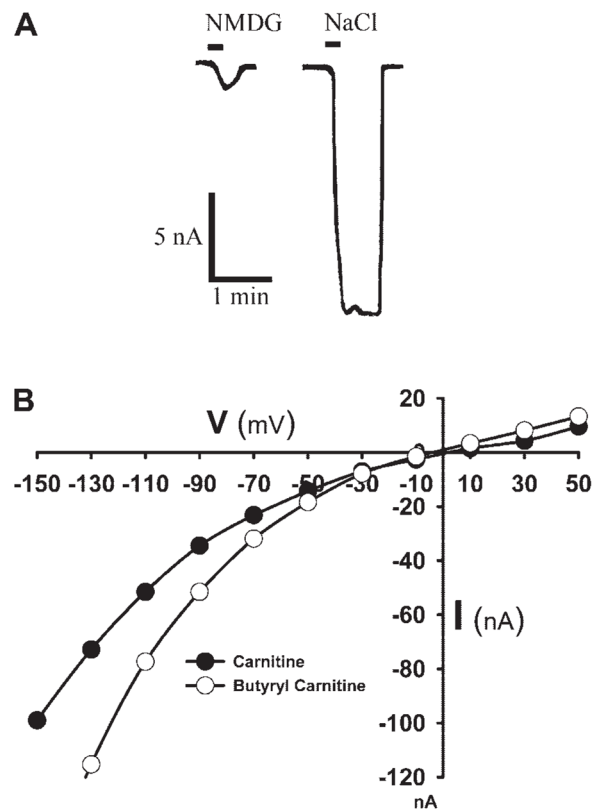 A
NMDG NaCl
5 nA
1 min
B
V (mV)
20
-150 -130 -110 -90 -70 -50 -30 -10 10 30 50
-20
-40
-60
I (nA)
-80
-100
-120
nA
Carnitine
Butyryl Carnitine